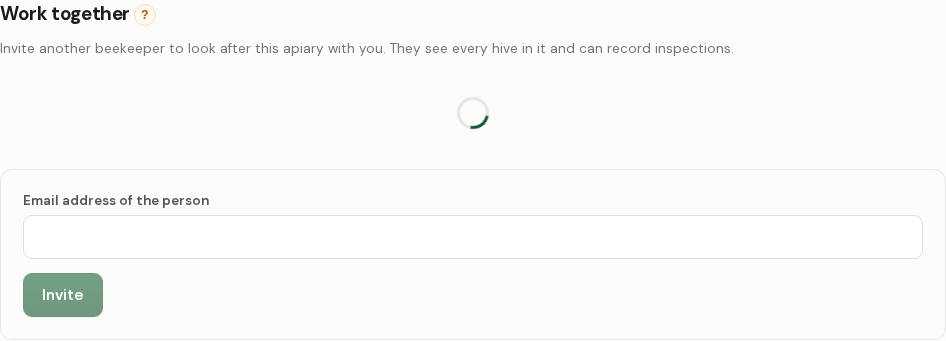 Work together ?
Invite another beekeeper to look after this apiary with you. They see every hive in it and can record inspections.
Email address of the person
Invite